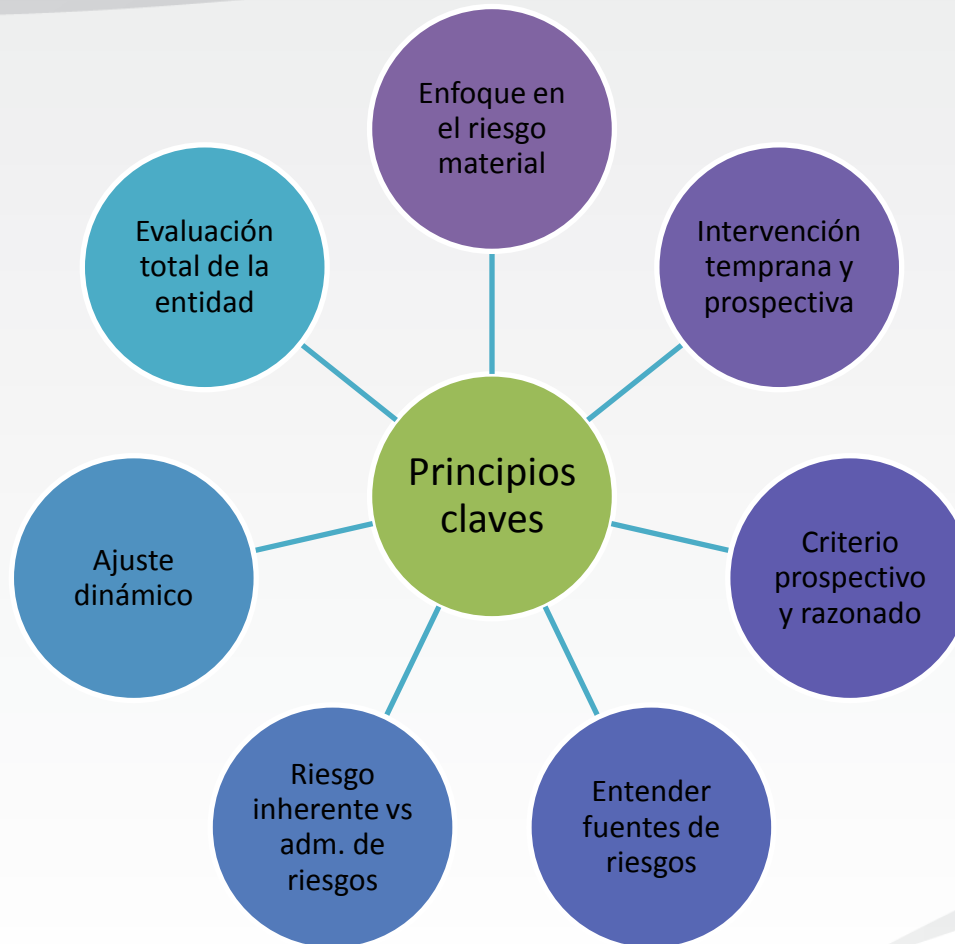 Enfoque en
el riesgo
material
Intervención
temprana y
prospectiva
Criterio
prospectivo
y razonado
Entender
fuentes de
riesgos
Riesgo
inherente vs
adm. de
riesgos
Ajuste
dinámico
Evaluación
total de la
entidad
Principios
claves